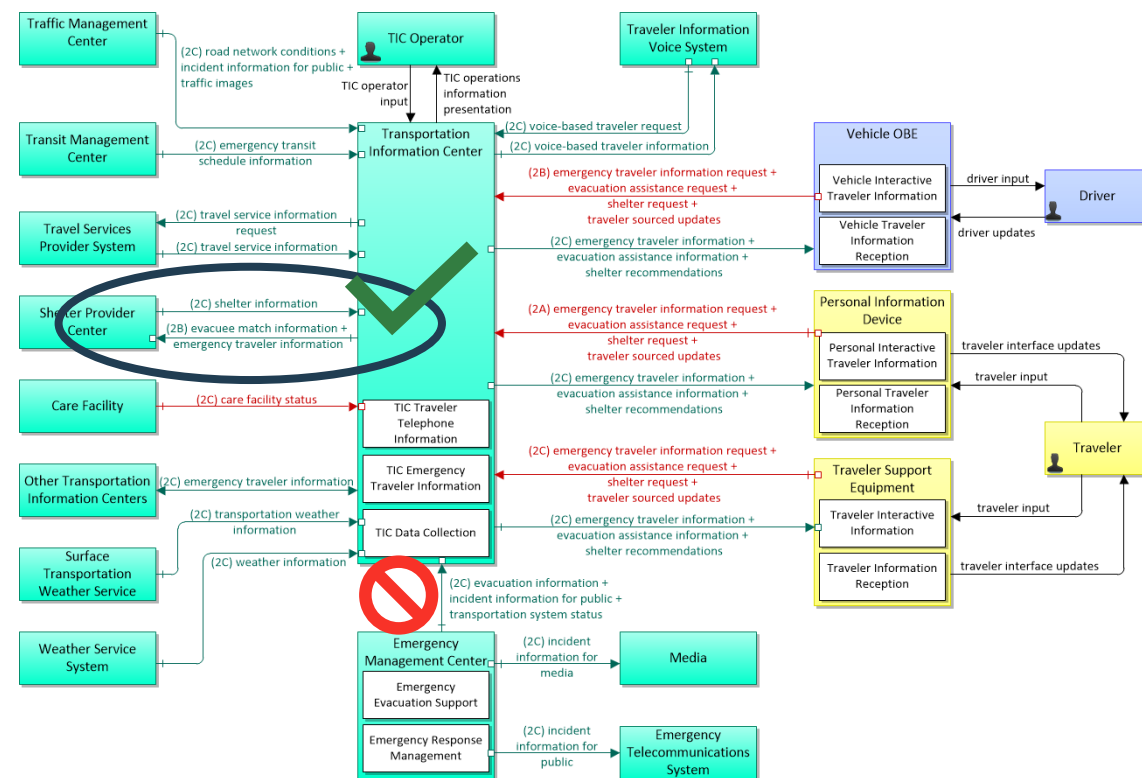 Traffic Management
Center
(2C) road network conditions +
incident information for public +
traffic images
TIC Operator
TIC operator
input
TIC operations
information
presentation
Traveler Information
Voice System
Transit Management
Center
(2C) emergency transit
schedule information
Transportation
Information Center
(2C) voice-based traveler request
(2C) voice-based traveler information
Vehicle OBE
Vehicle Interactive
Traveler Information
Vehicle Traveler
Information
Reception
(2B) emergency traveler information request +
evacuation assistance request +
shelter request +
traveler sourced updates
driver input
Driver
driver updates
Travel Services
Provider System
(2C) travel service information
request
(2C) travel service information
(2C) emergency traveler information +
evacuation assistance information +
shelter recommendations
Shelter Provider
Center
(2C) shelter information
(2B) evacuee match information +
emergency traveler information
(2A) emergency traveler information request +
evacuation assistance request +
shelter request +
traveler sourced updates
Personal Information
Device
Personal Interactive
Traveler Information
Personal Traveler
Information
Reception
traveler interface updates
traveler input
(2C) emergency traveler information +
evacuation assistance information +
shelter recommendations
Care Facility
(2C) care facility status
TIC Traveler
Telephone
Information
Traveler
(2C) emergency traveler information request +
evacuation assistance request +
shelter request +
traveler sourced updates
Traveler Support
Equipment
Traveler Interactive
Information
Traveler Information
Reception
traveler input
traveler interface updates
Other Transportation
Information Centers
(2C) emergency traveler information
TIC Emergency
Traveler Information
(2C) transportation weather
information
TIC Data Collection
(2C) emergency traveler information +
evacuation assistance information +
shelter recommendations
Surface
Transportation
Weather Service
(2C) weather information
(2C) evacuation information +
incident information for public +
transportation system status
Weather Service
System
Emergency
Management Center
Emergency
Evacuation Support
Emergency Response
Management
(2C) incident
information for
media
Media
(2C) incident
information for
public
Emergency
Telecommunications
System